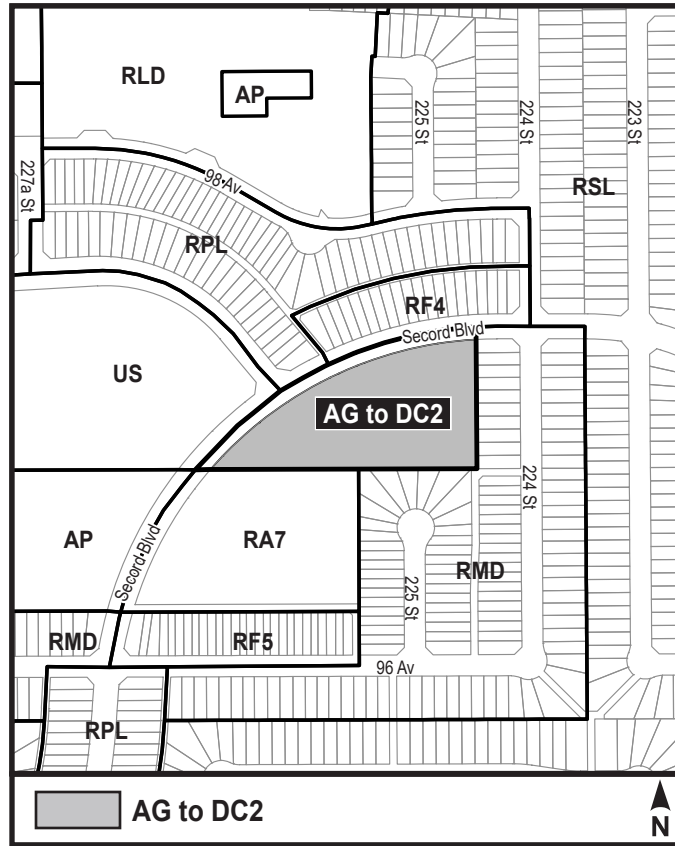 RLD
AP
227a St
225 St
224 St
223 St
RSL
98 Av
RPL
RF4
Secord Blvd
US
AG to DC2
224 St
AP
RA7
Secord Blvd
225 St
RMD
RMD
RF5
96 Av
RPL
AG to DC2
N